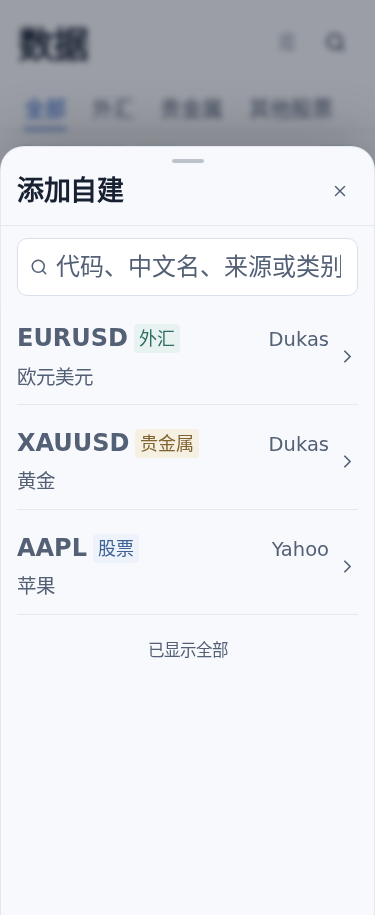 数据
全部 外汇 贵金属 其他股票
添加自建
代码、中文名、来源或类别
EURUSD 外汇 Dukas
欧元美元
XAUUSD 贵金属 Dukas
黄金
AAPL 股票 Yahoo
苹果
已显示全部